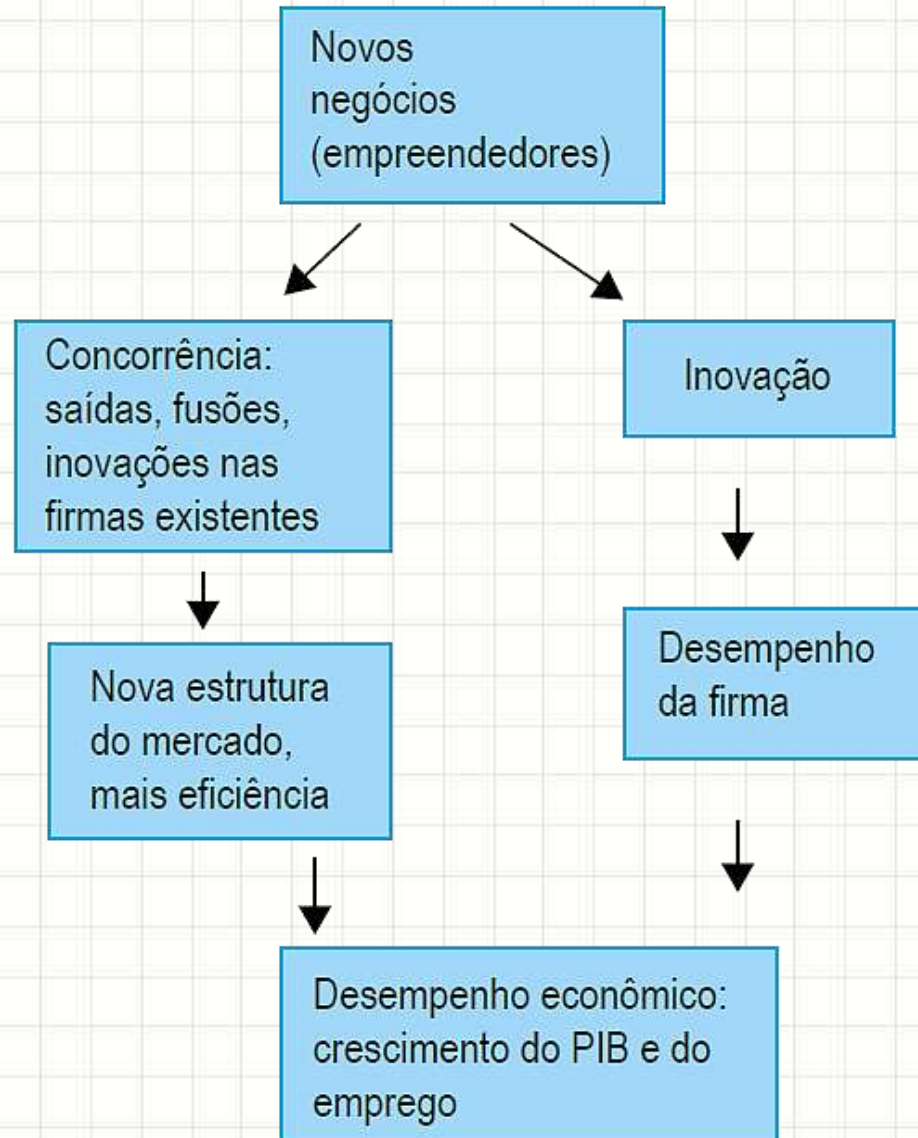 Novos
negócios
(empreendedores)
Concorrência:
saídas, fusões,
inovações nas
firmas existentes
Inovação
Nova estrutura
do mercado,
mais eficiência
Desempenho
da firma
Desempenho econômico:
crescimento do PIB e do
emprego